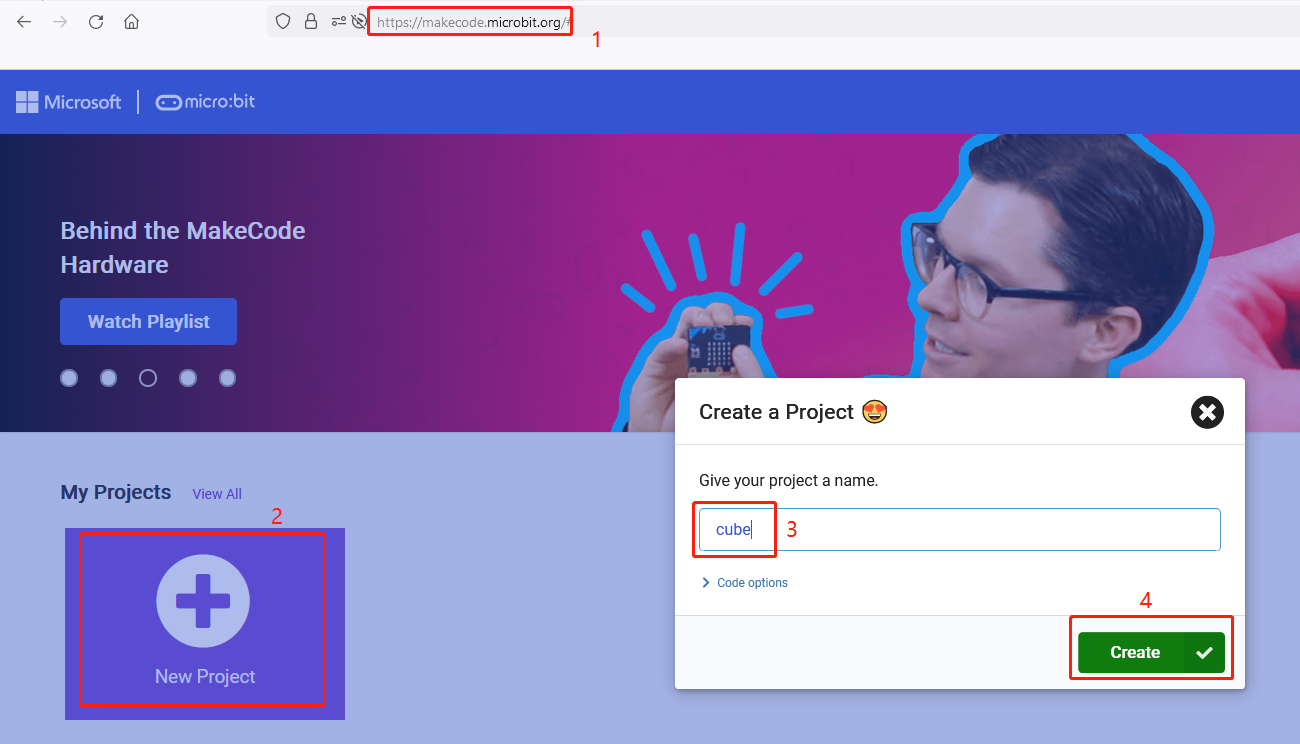 https://makecode.microbit.org/#
1
Microsoft
micro:bit
Behind the MakeCode
Hardware
Watch Playlist
Create a Project 😍
Give your project a name.
My Projects View All
2
cube
3
Code options
4
Create
New Project